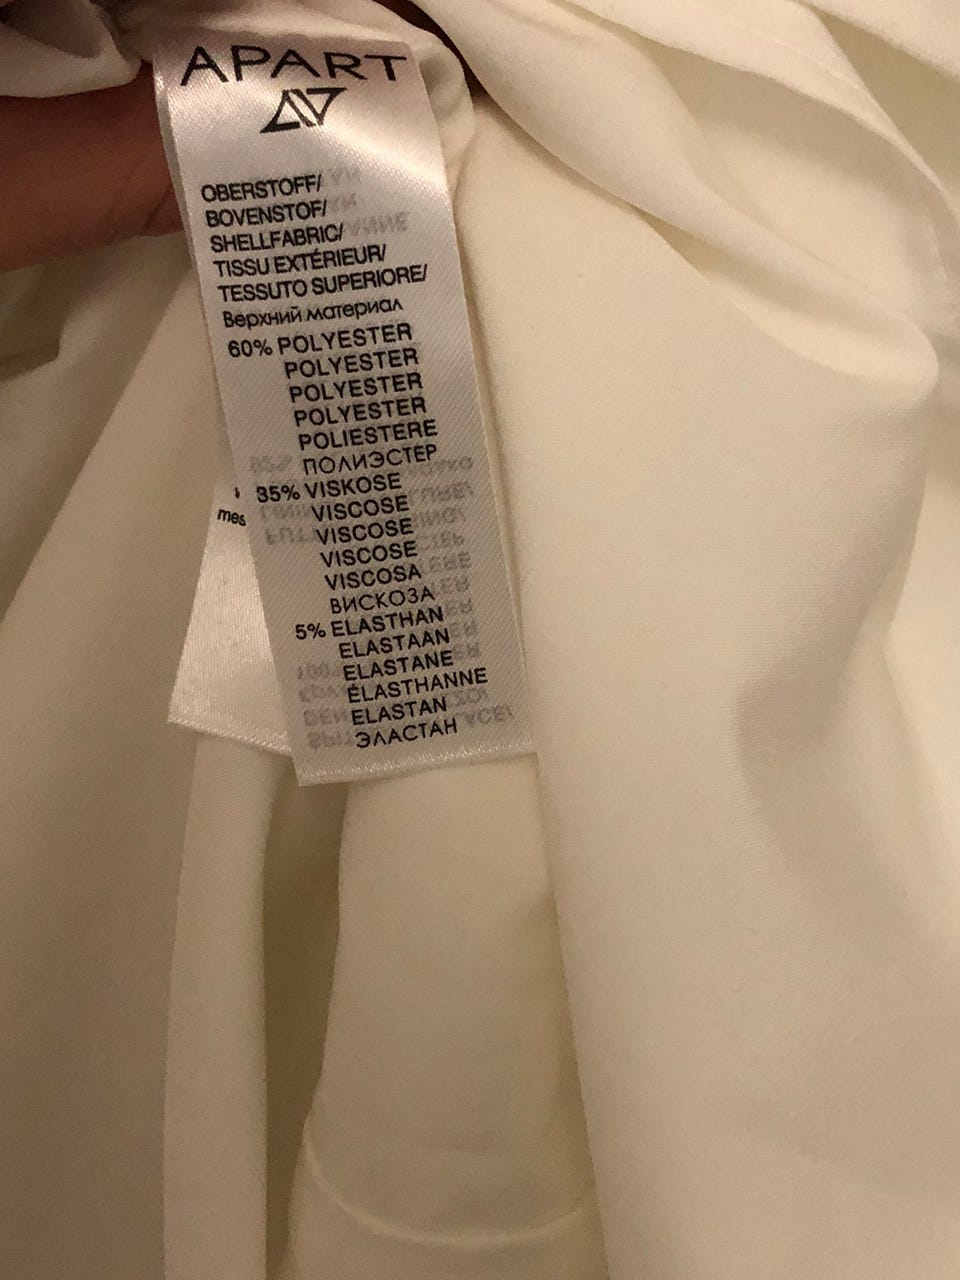 APART
OBERSTOFF/
BOVENSTOF/
SHELLFABRIC/
TISSU EXTÉRIEUR/
TESSUTO SUPERIORE/
Верхний материал
60% POLYESTER
POLYESTER
POLYESTER
POLYESTER
POLIESTERE
ПОЛИЭСТЕР
35% VISKOSE
VISCOSE
VISCOSE
VISCOSE
VISCOSA
ВИСКОЗА
5% ELASTHAN
ELASTAAN
ELASTANE
ÉLASTHANNE
ELASTAN
ЭЛАСТАН
mes